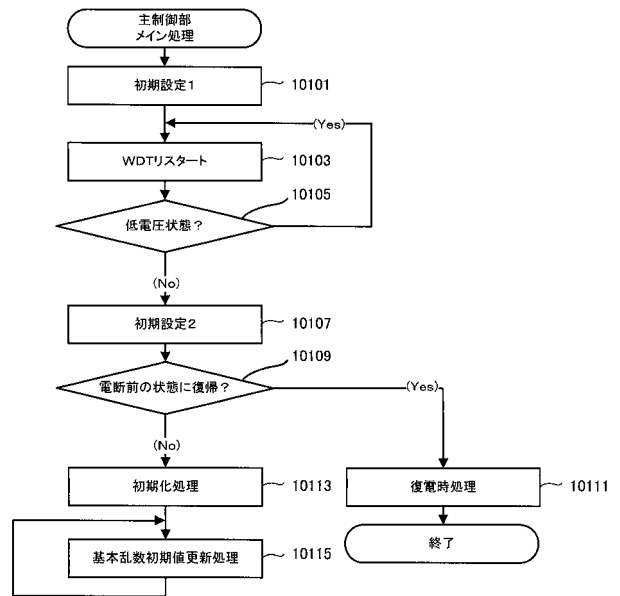 主制御部
メイン処理
初期設定1
10101
(Yes)
WDTリスタート
10103
低電圧状態?
10105
(No)
初期設定2
10107
電断前の状態に復帰?
10109
(Yes)
(No)
初期化処理
10113
復電時処理
10111
基本乱数初期値更新処理
10115
終了